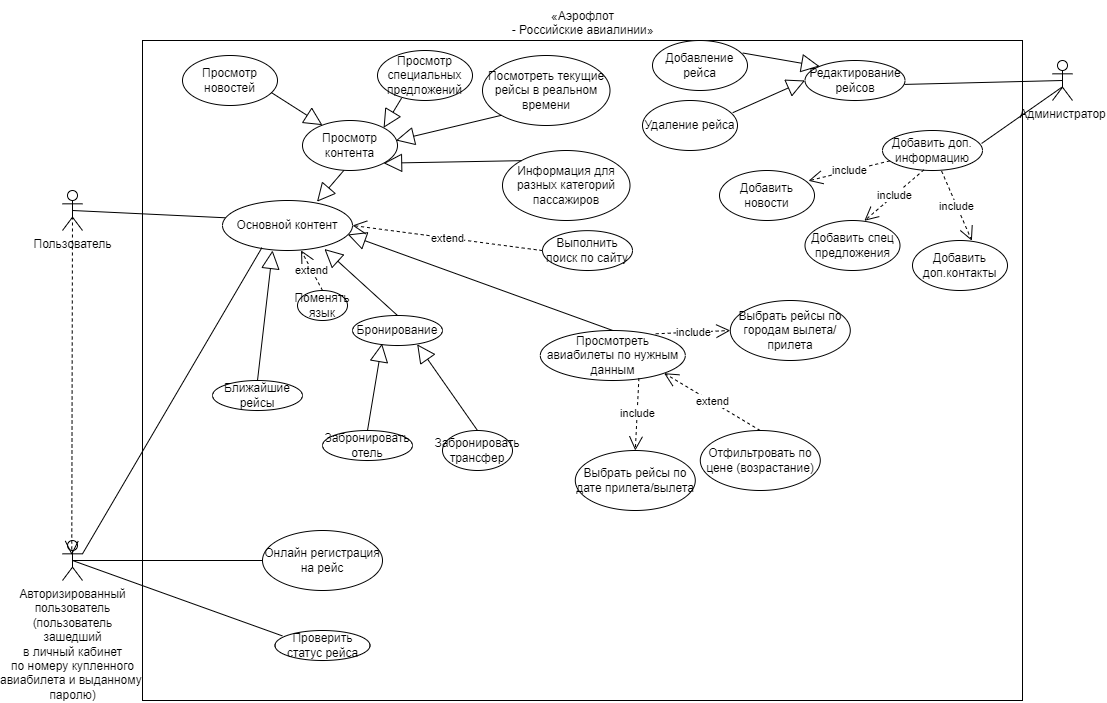 «Аэрофлот
- Российские авиалинии»
Просмотр
новостей
Просмотр
специальных
предложений
Посмотреть текущие
рейсы в реальном
времени
Добавление
рейса
Редактирование
рейсов
Удаление рейса
Администратор
Просмотр
контента
Добавить доп.
информацию
Информация для
разных категорий
пассажиров
include
include
include
Добавить
новости
Добавить спец
предложения
Добавить
доп.контакты
Пользователь
Основной контент
extend
Выполнить
поиск по сайту
extend
Поменять
язык
Бронирование
Просмотреть
авиабилеты по нужным
данным
include
Выбрать рейсы по
городам вылета/
прилета
Ближайшие
рейсы
include
extend
Забронировать
отель
Забронировать
трансфер
Выбрать рейсы по
дате прилета/вылета
Отфильтровать по
цене (возрастание)
Онлайн регистрация
на рейс
Авторизированный
пользователь
(пользователь
зашедший
в личный кабинет
по номеру купленного
авиабилета и выданному
паролю)
Проверить
статус рейса